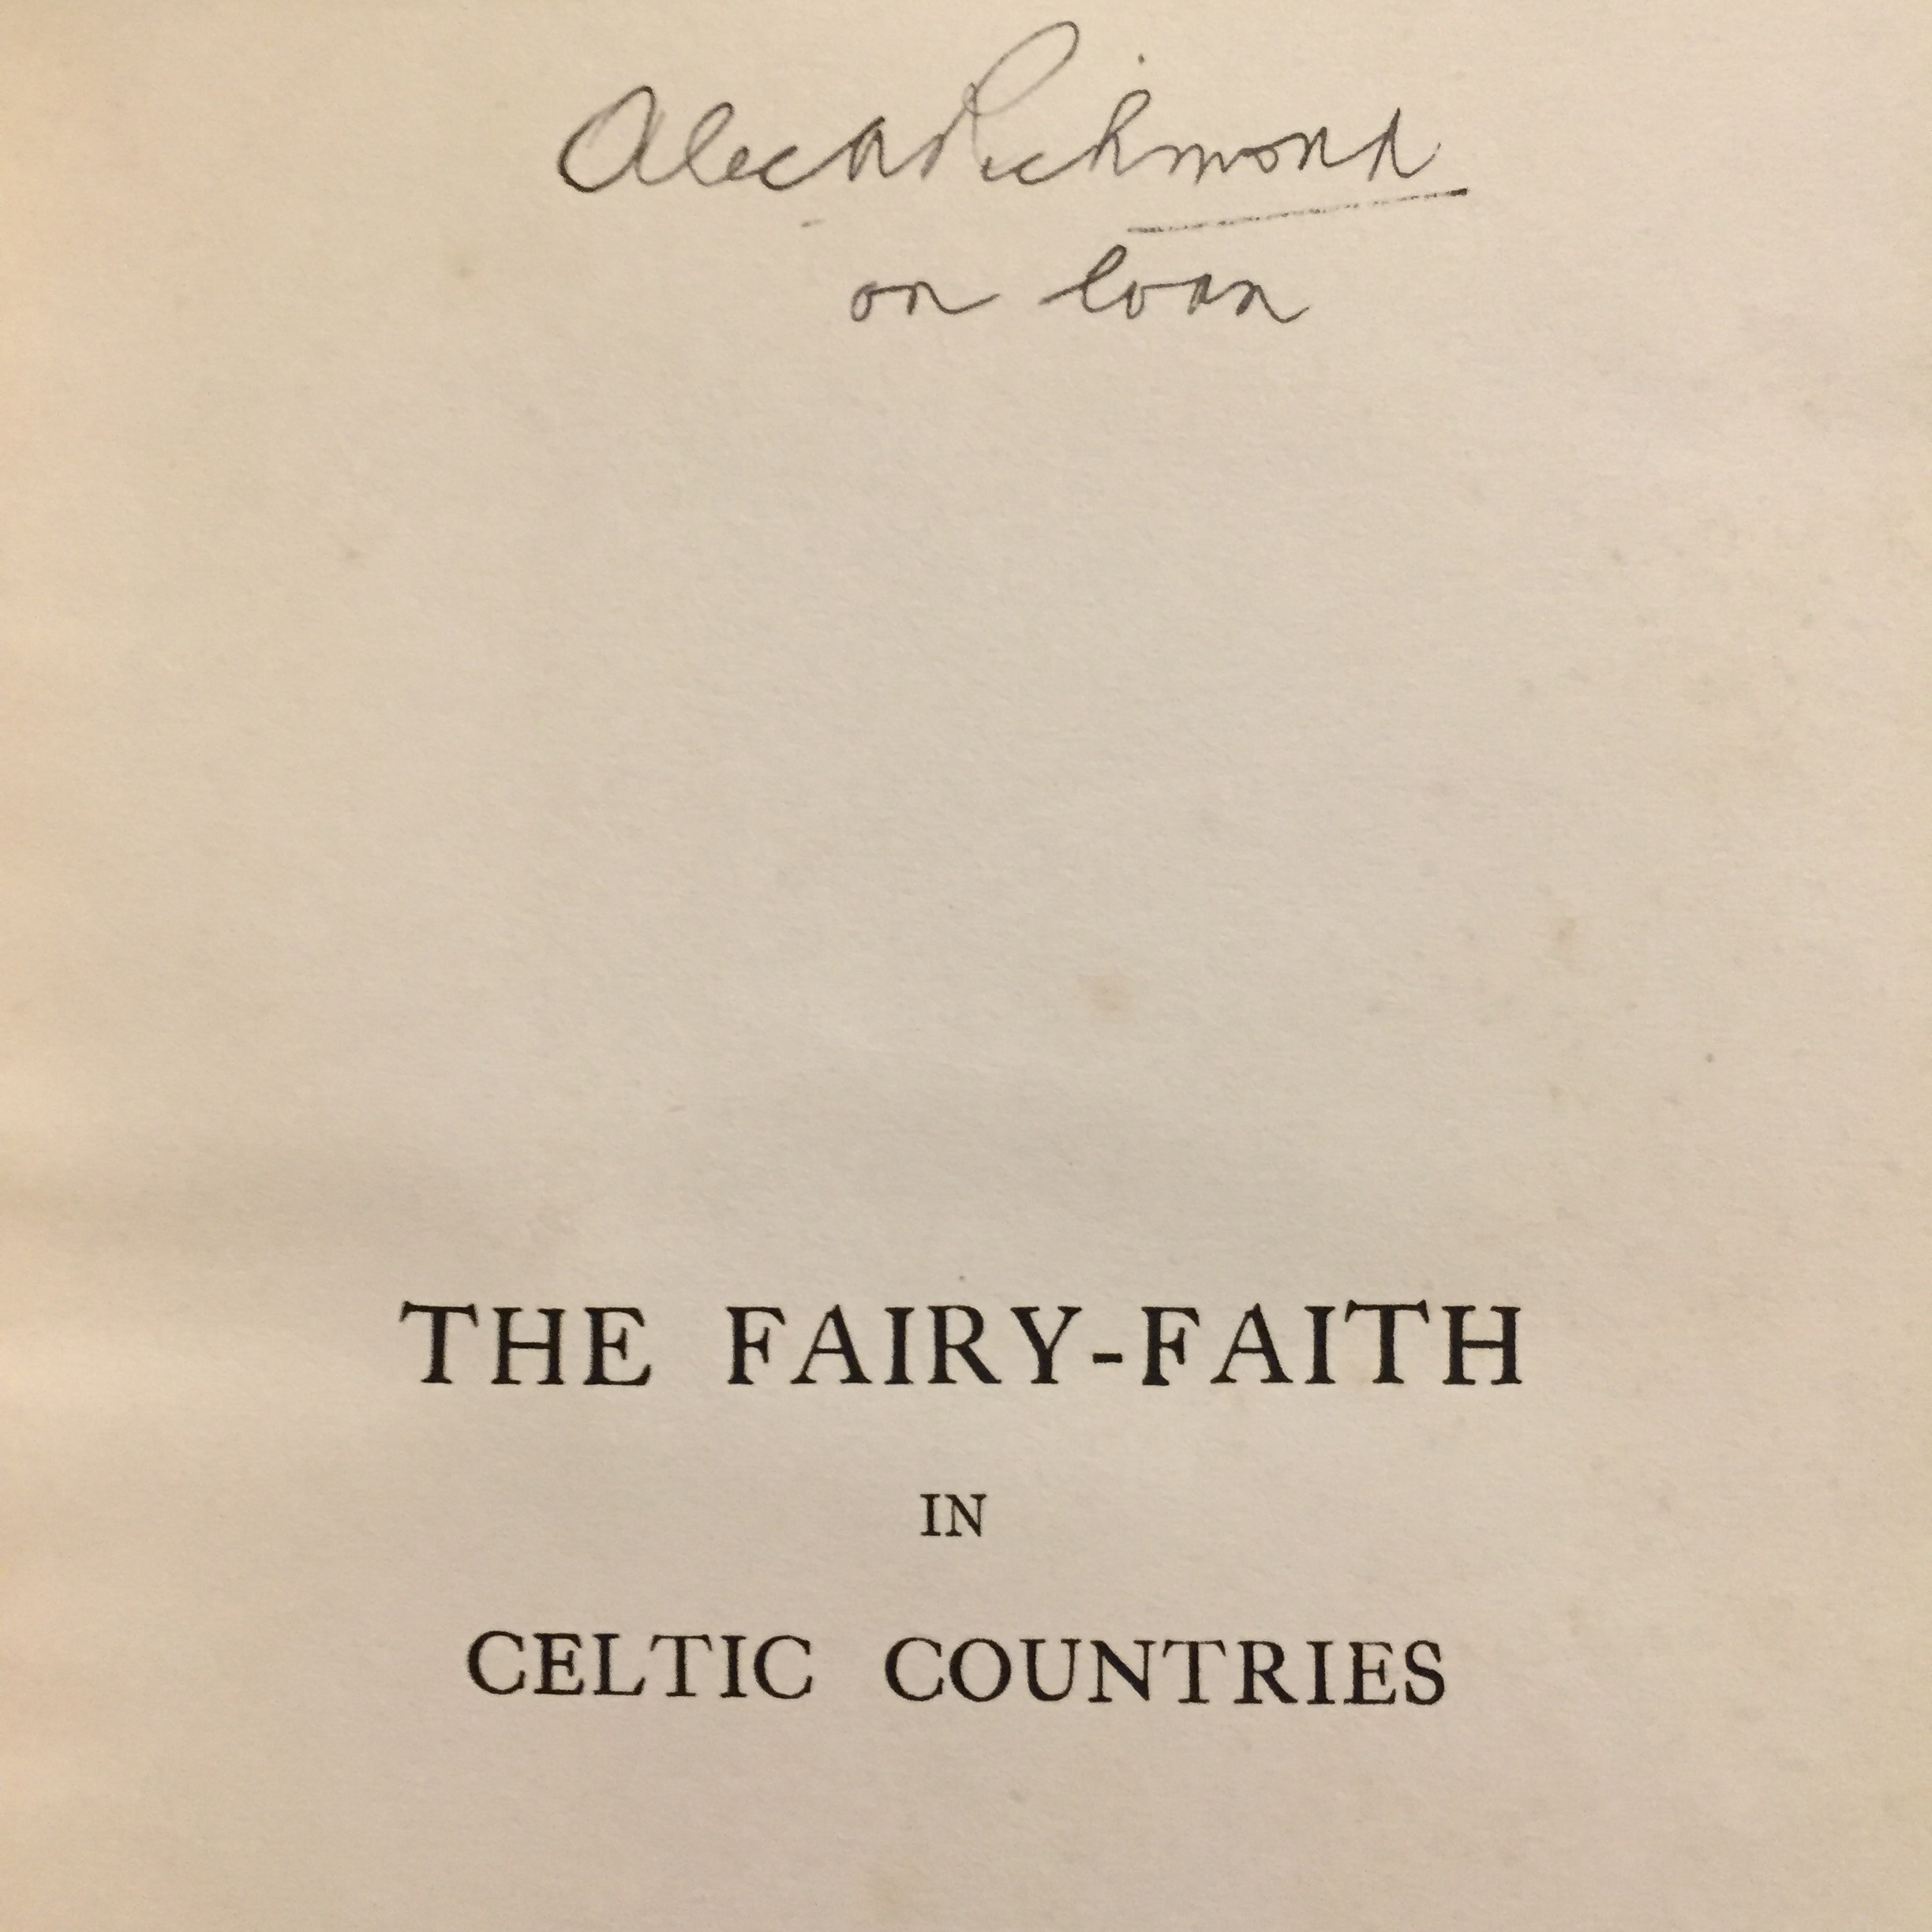 Alec Richmond
on loan
THE FAIRY-FAITH
IN
CELTIC COUNTRIES